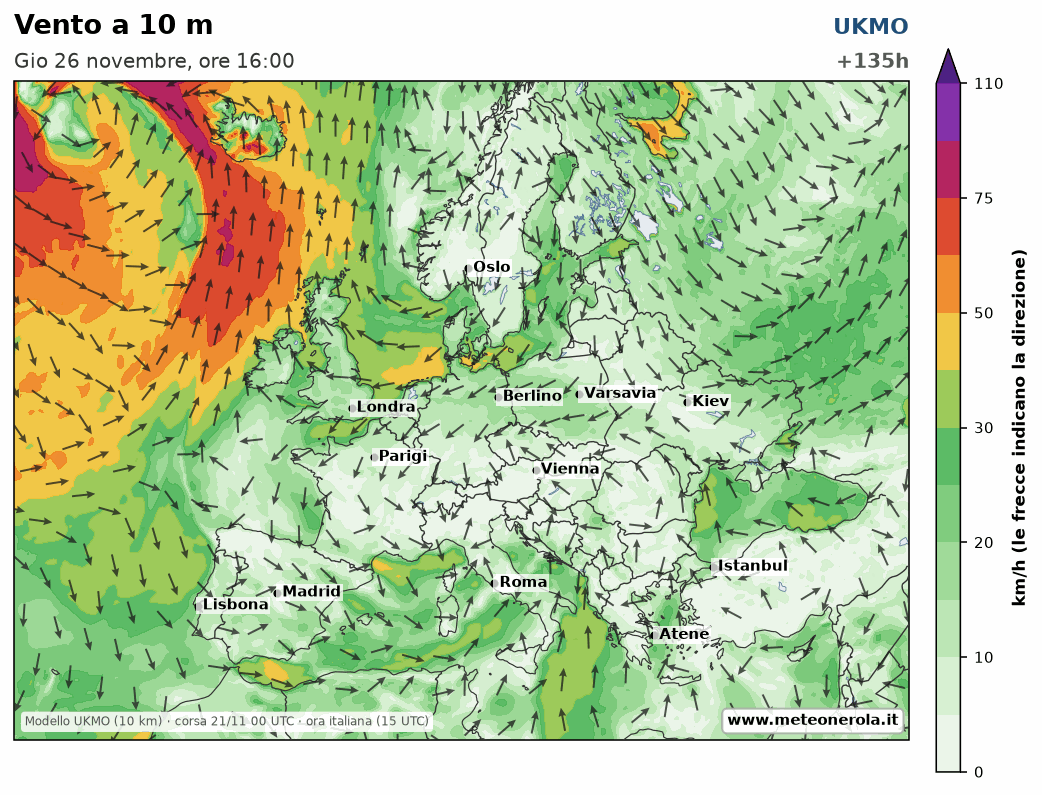 Vento a 10 m
UKMO
Gio 26 novembre, ore 16:00
+135h
110
75
50
30
20
10
0
km/h (le frecce indicano la direzione)
Oslo
Berlino
Varsavia
Kiev
Londra
Parigi
Vienna
Istanbul
Roma
Madrid
Lisbona
Atene
Modello UKMO (10 km) · corsa 21/11 00 UTC · ora italiana (15 UTC)
www.meteonerola.it